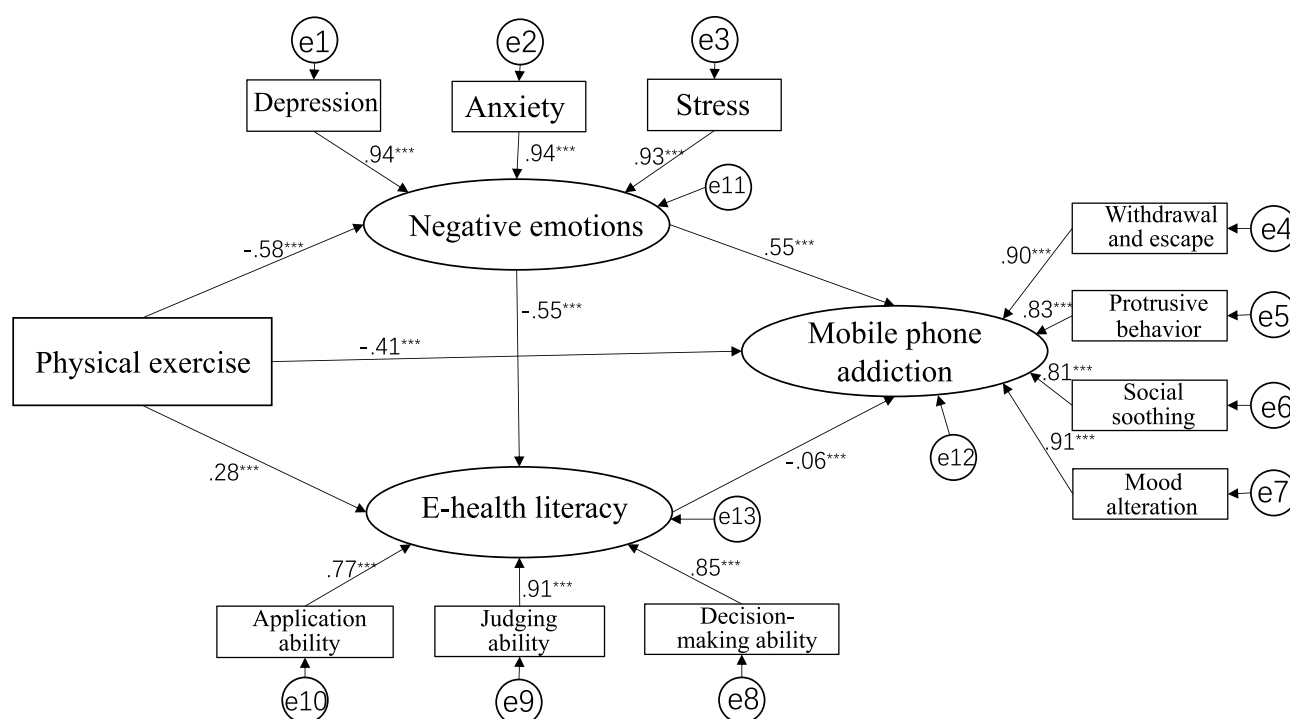 e1
e2
e3
Depression
Anxiety
Stress
.94***
.94***
.93***
e11
Negative emotions
Withdrawal
and escape
e4
-.58***
.55***
.90***
-.55***
.83***
Protrusive
behavior
e5
Physical exercise
-.41***
Mobile phone
addiction
.81***
Social
soothing
e6
.28***
-.06***
e12
.91***
Mood
alteration
e7
E-health literacy
e13
.77***
.91***
.85***
Application
ability
Judging
ability
Decision-
making ability
e10
e9
e8